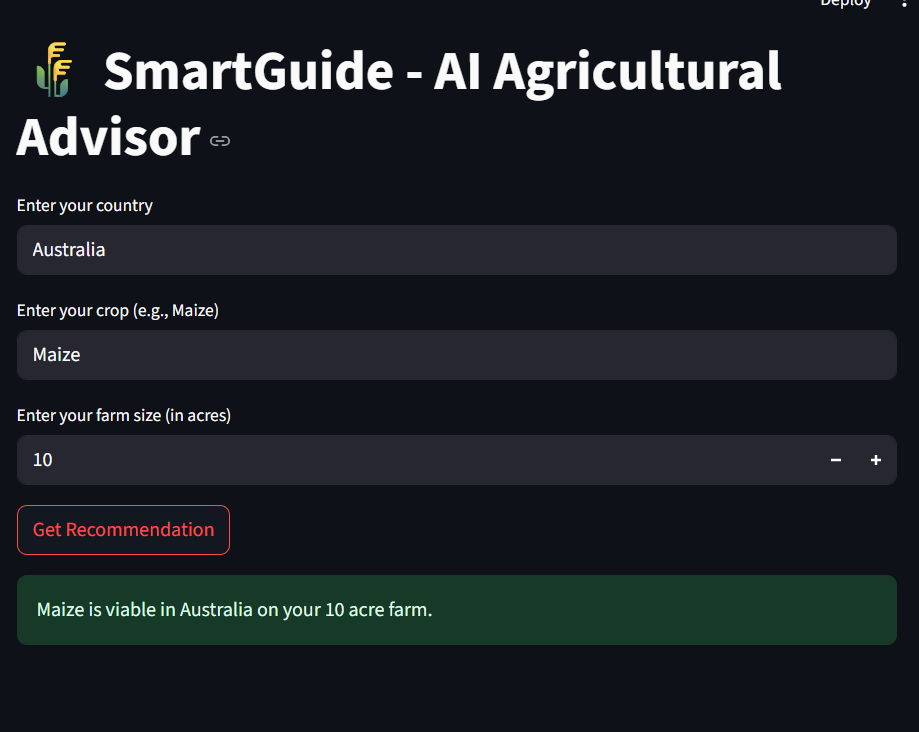 Deploy
SmartGuide - AI Agricultural
Advisor
Enter your country
Australia
Enter your crop (e.g., Maize)
Maize
Enter your farm size (in acres)
10
Get Recommendation
Maize is viable in Australia on your 10 acre farm.